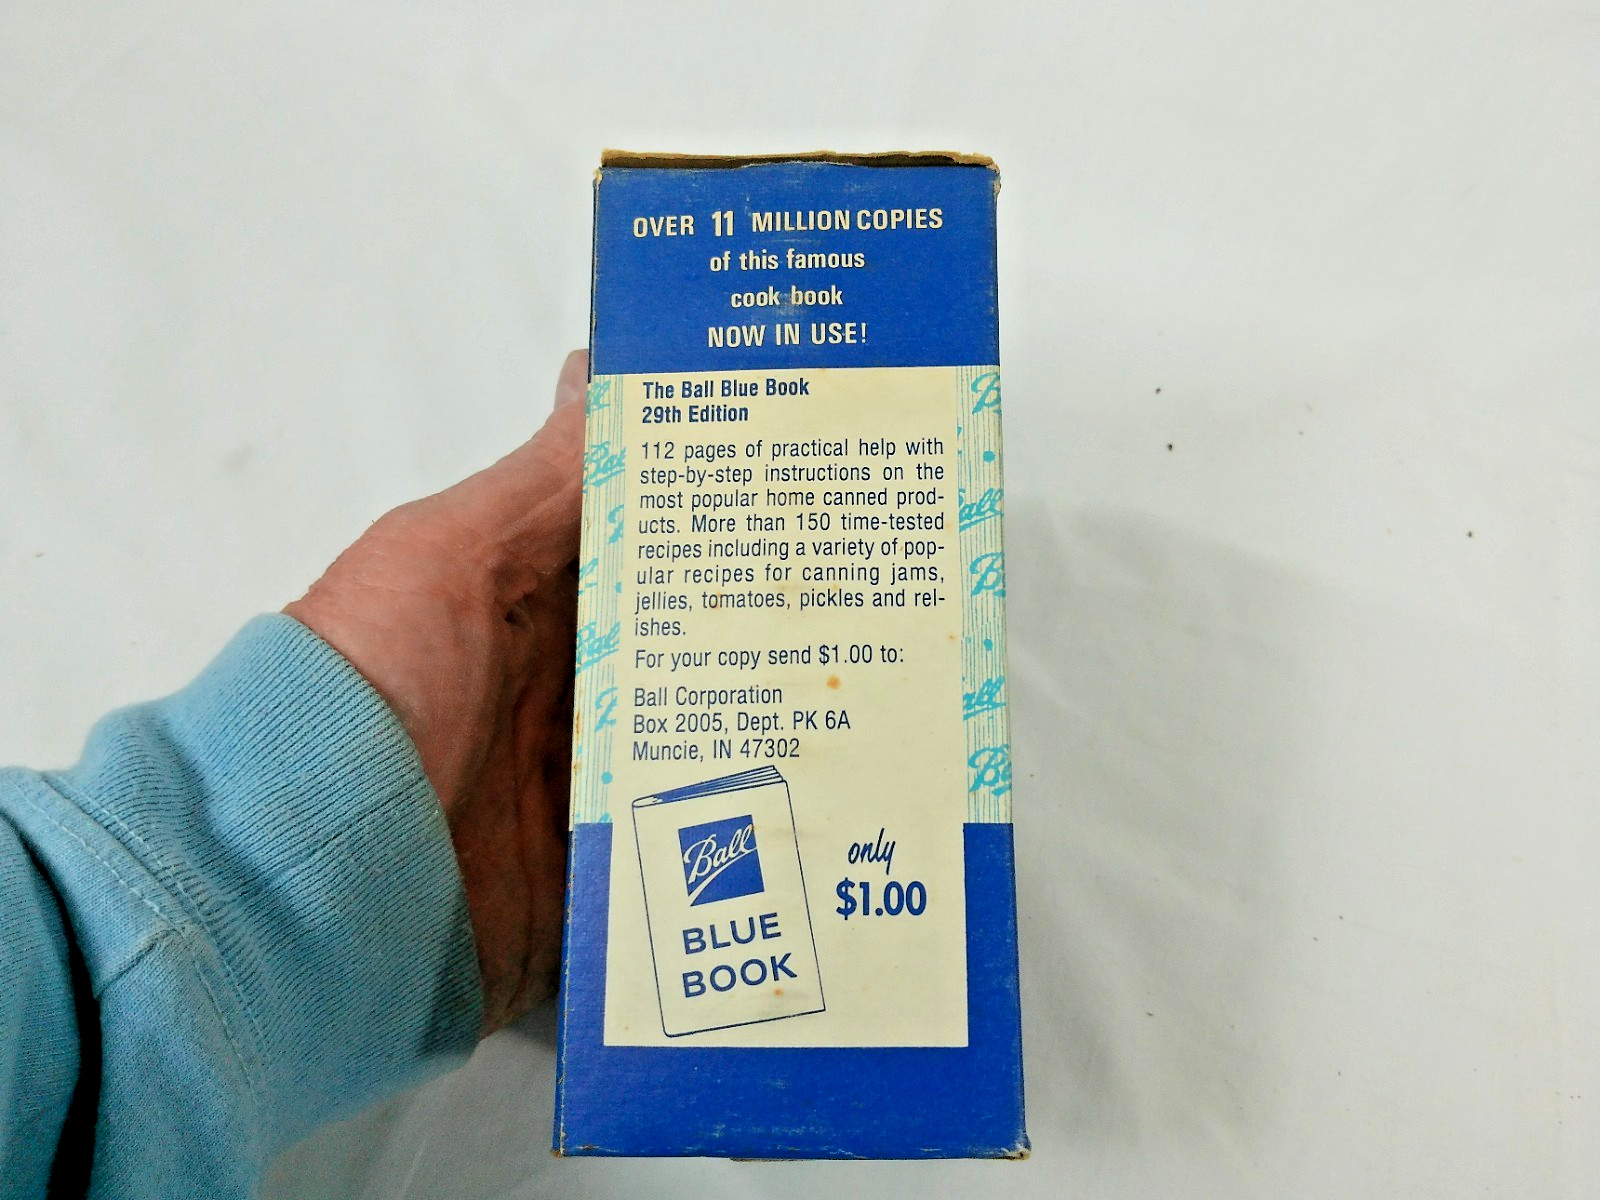 OVER 11 MILLION COPIES
of this famous
cook book
NOW IN USE!
The Ball Blue Book
29th Edition
112 pages of practical help with
step-by-step instructions on the
most popular home canned prod-
ucts. More than 150 time-tested
recipes including a variety of pop-
ular recipes for canning jams,
jellies, tomatoes, pickles and rel-
ishes.
For your copy send $1.00 to:
Ball Corporation
Box 2005, Dept. PK 6A
Muncie, IN 47302
Ball
BLUE
BOOK
only
$1.00